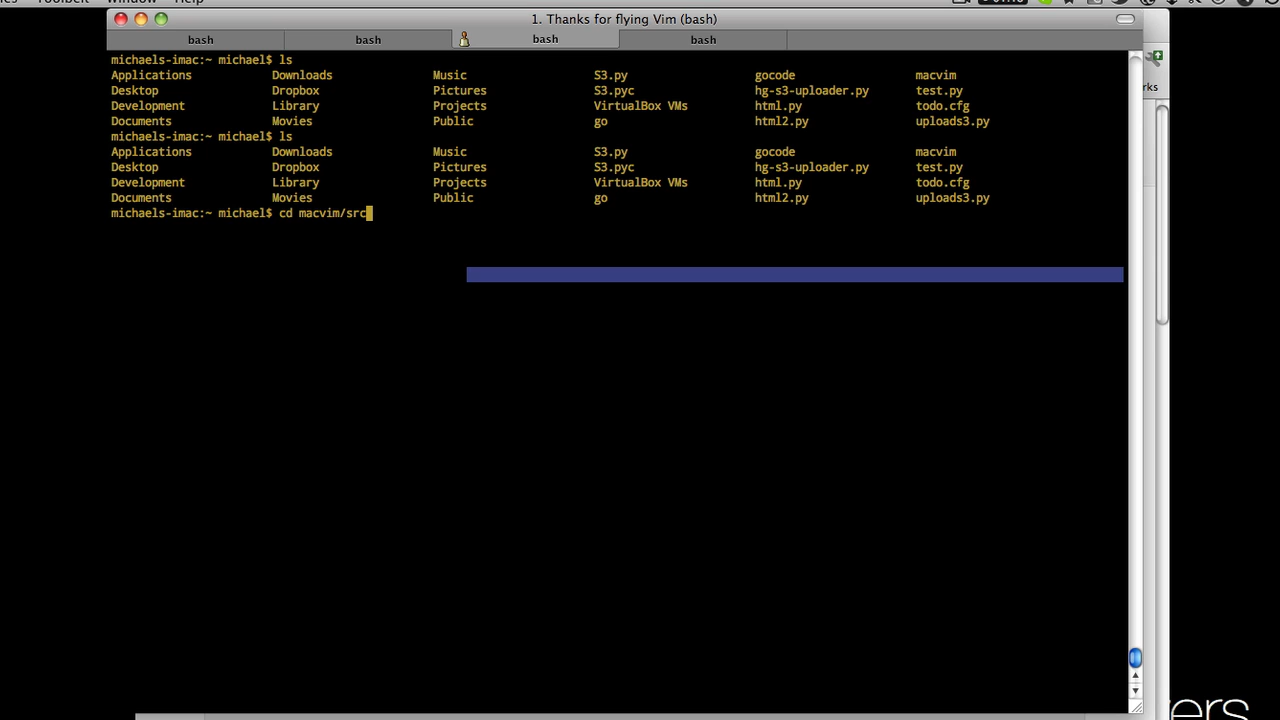 Window Help
1. Thanks for flying Vim (bash)
bash bash bash bash
michaels-imac:~ michael$ ls
Applications Downloads Music S3.py gocode macvim
Desktop Dropbox Pictures S3.pyc hg-s3-uploader.py test.py
Development Library Projects VirtualBox VMs html.py todo.cfg
Documents Movies Public go html2.py uploads3.py
michaels-imac:~ michael$ ls
Applications Downloads Music S3.py gocode macvim
Desktop Dropbox Pictures S3.pyc hg-s3-uploader.py test.py
Development Library Projects VirtualBox VMs html.py todo.cfg
Documents Movies Public go html2.py uploads3.py
michaels-imac:~ michael$ cd macvim/src
rks
ers